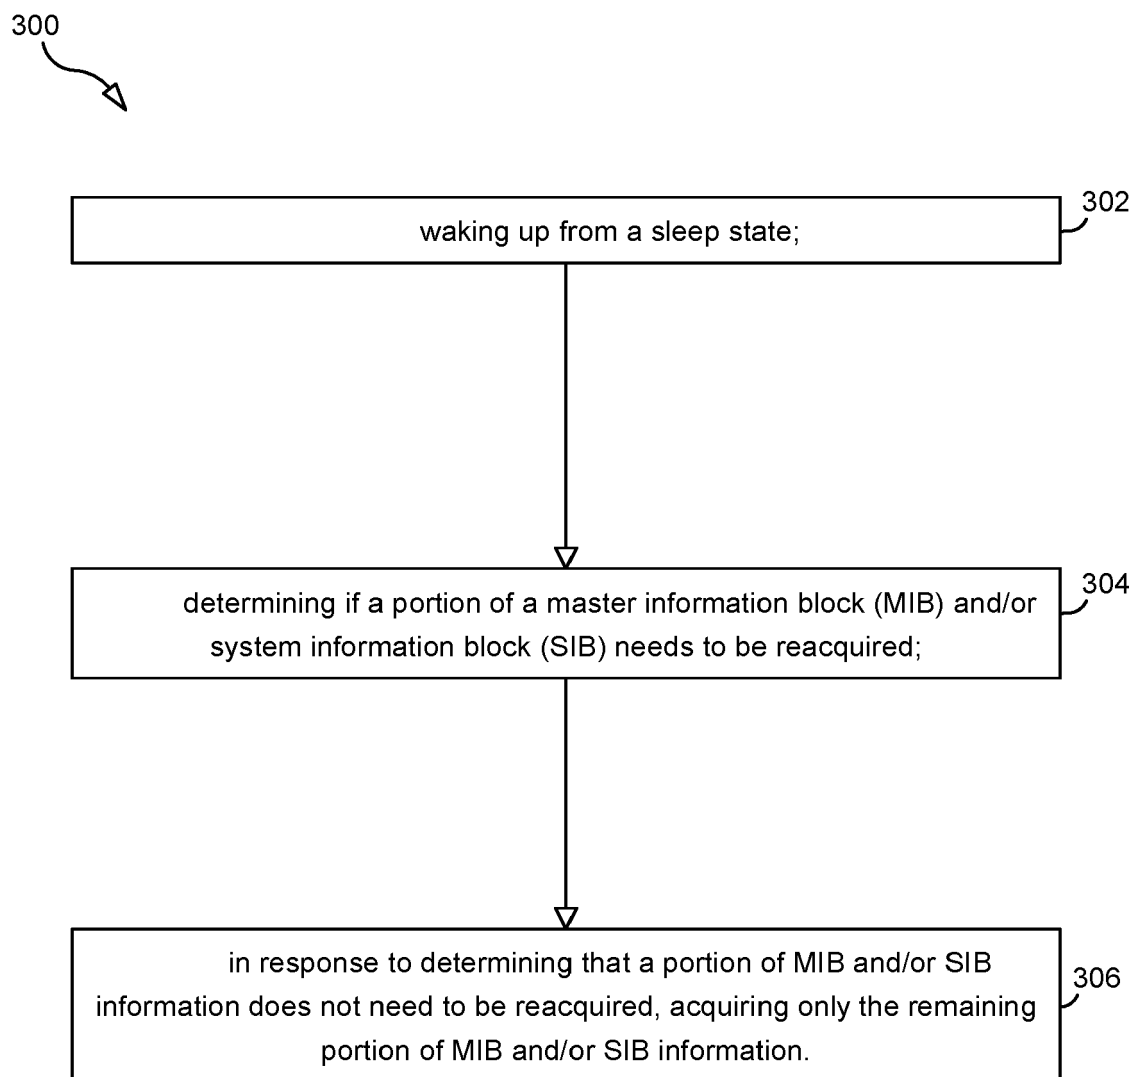 300
302
waking up from a sleep state;
304
determining if a portion of a master information block (MIB) and/or
system information block (SIB) needs to be reacquired;
in response to determining that a portion of MIB and/or SIB
306
information does not need to be reacquired, acquiring only the remaining
portion of MIB and/or SIB information.